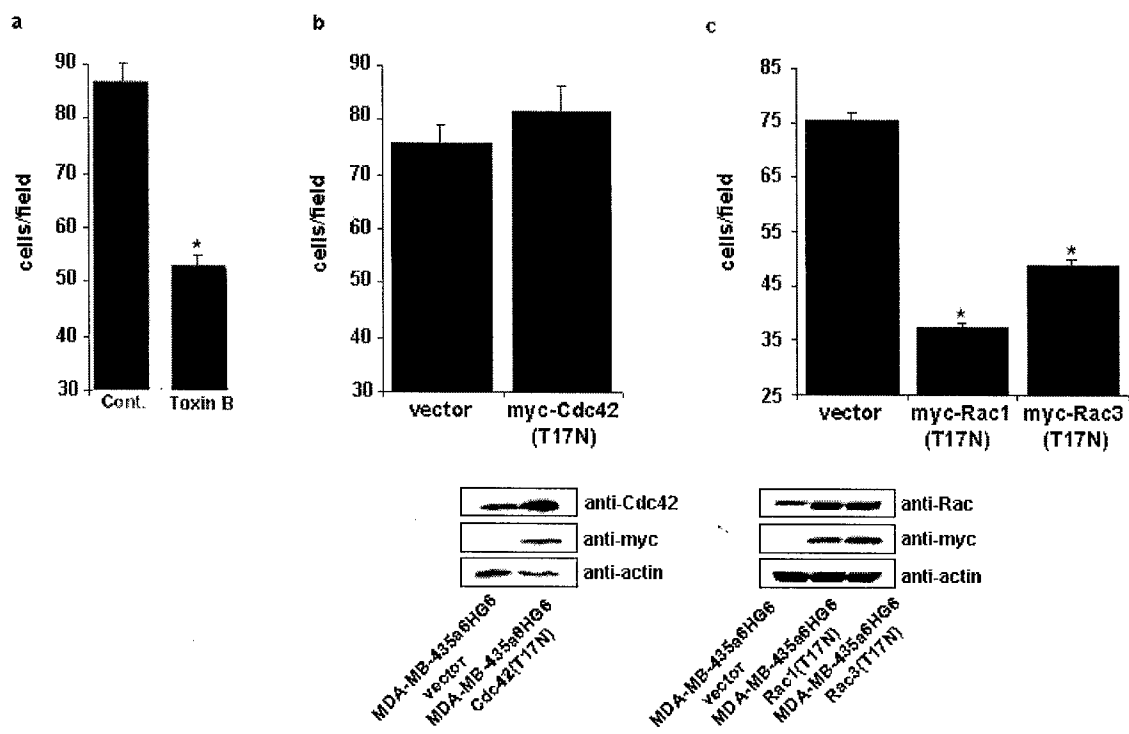 a
b
c
90
80
70
60
50
40
30
cells/field
*
Cont.
Toxin B
90
80
70
60
50
40
30
cells/field
vector
myc-Cdc42
(T17N)
85
75
65
55
45
35
25
cells/field
*
*
vector
myc-Rac1
(T17N)
myc-Rac3
(T17N)
anti-Cdc42
anti-myc
anti-actin
MDA-MB-435a6HG6
vector
MDA-MB-435a6HG6
Cdc42(T17N)
anti-Rac
anti-myc
anti-actin
MDA-MB-435a6HG6
vector
MDA-MB-435a6HG6
Rac1(T17N)
MDA-MB-435a6HG6
Rac3(T17N)